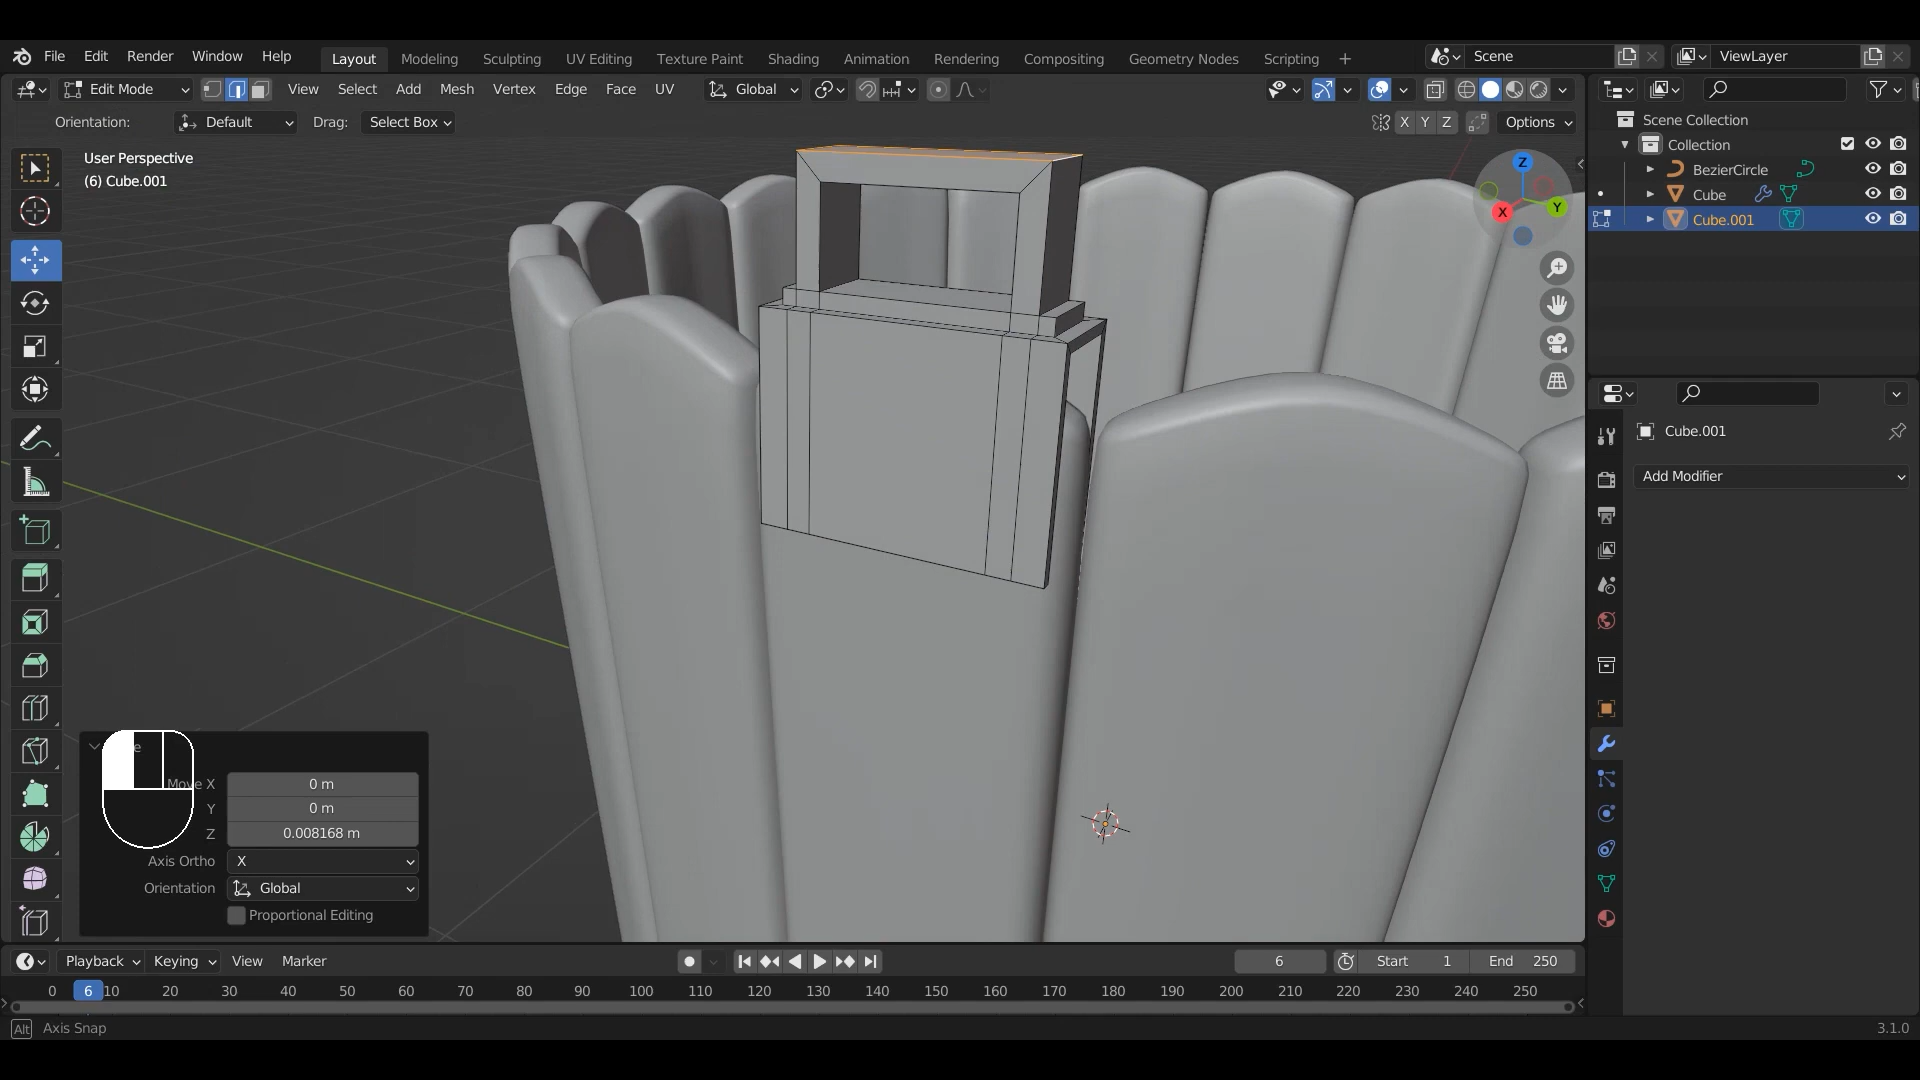 File Edit Render Window Help Layout Modeling Sculpting UV Editing Texture Paint Shading Animation Rendering Compositing Geometry Nodes Scripting + Scene ViewLayer
Edit Mode View Select Add Mesh Vertex Edge Face UV Global
Orientation: Default Drag: Select Box X Y Z Options
User Perspective
(6) Cube.001
Z
X
Y
Scene Collection
Collection
BezierCircle
Cube
Cube.001
Cube.001
Add Modifier
Move X 0 m
Y 0 m
Z 0.008168 m
Axis Ortho X
Orientation Global
Proportional Editing
Playback Keying View Marker 6 Start 1 End 250
0 6 10 20 30 40 50 60 70 80 90 100 110 120 130 140 150 160 170 180 190 200 210 220 230 240 250
Alt Axis Snap 3.1.0